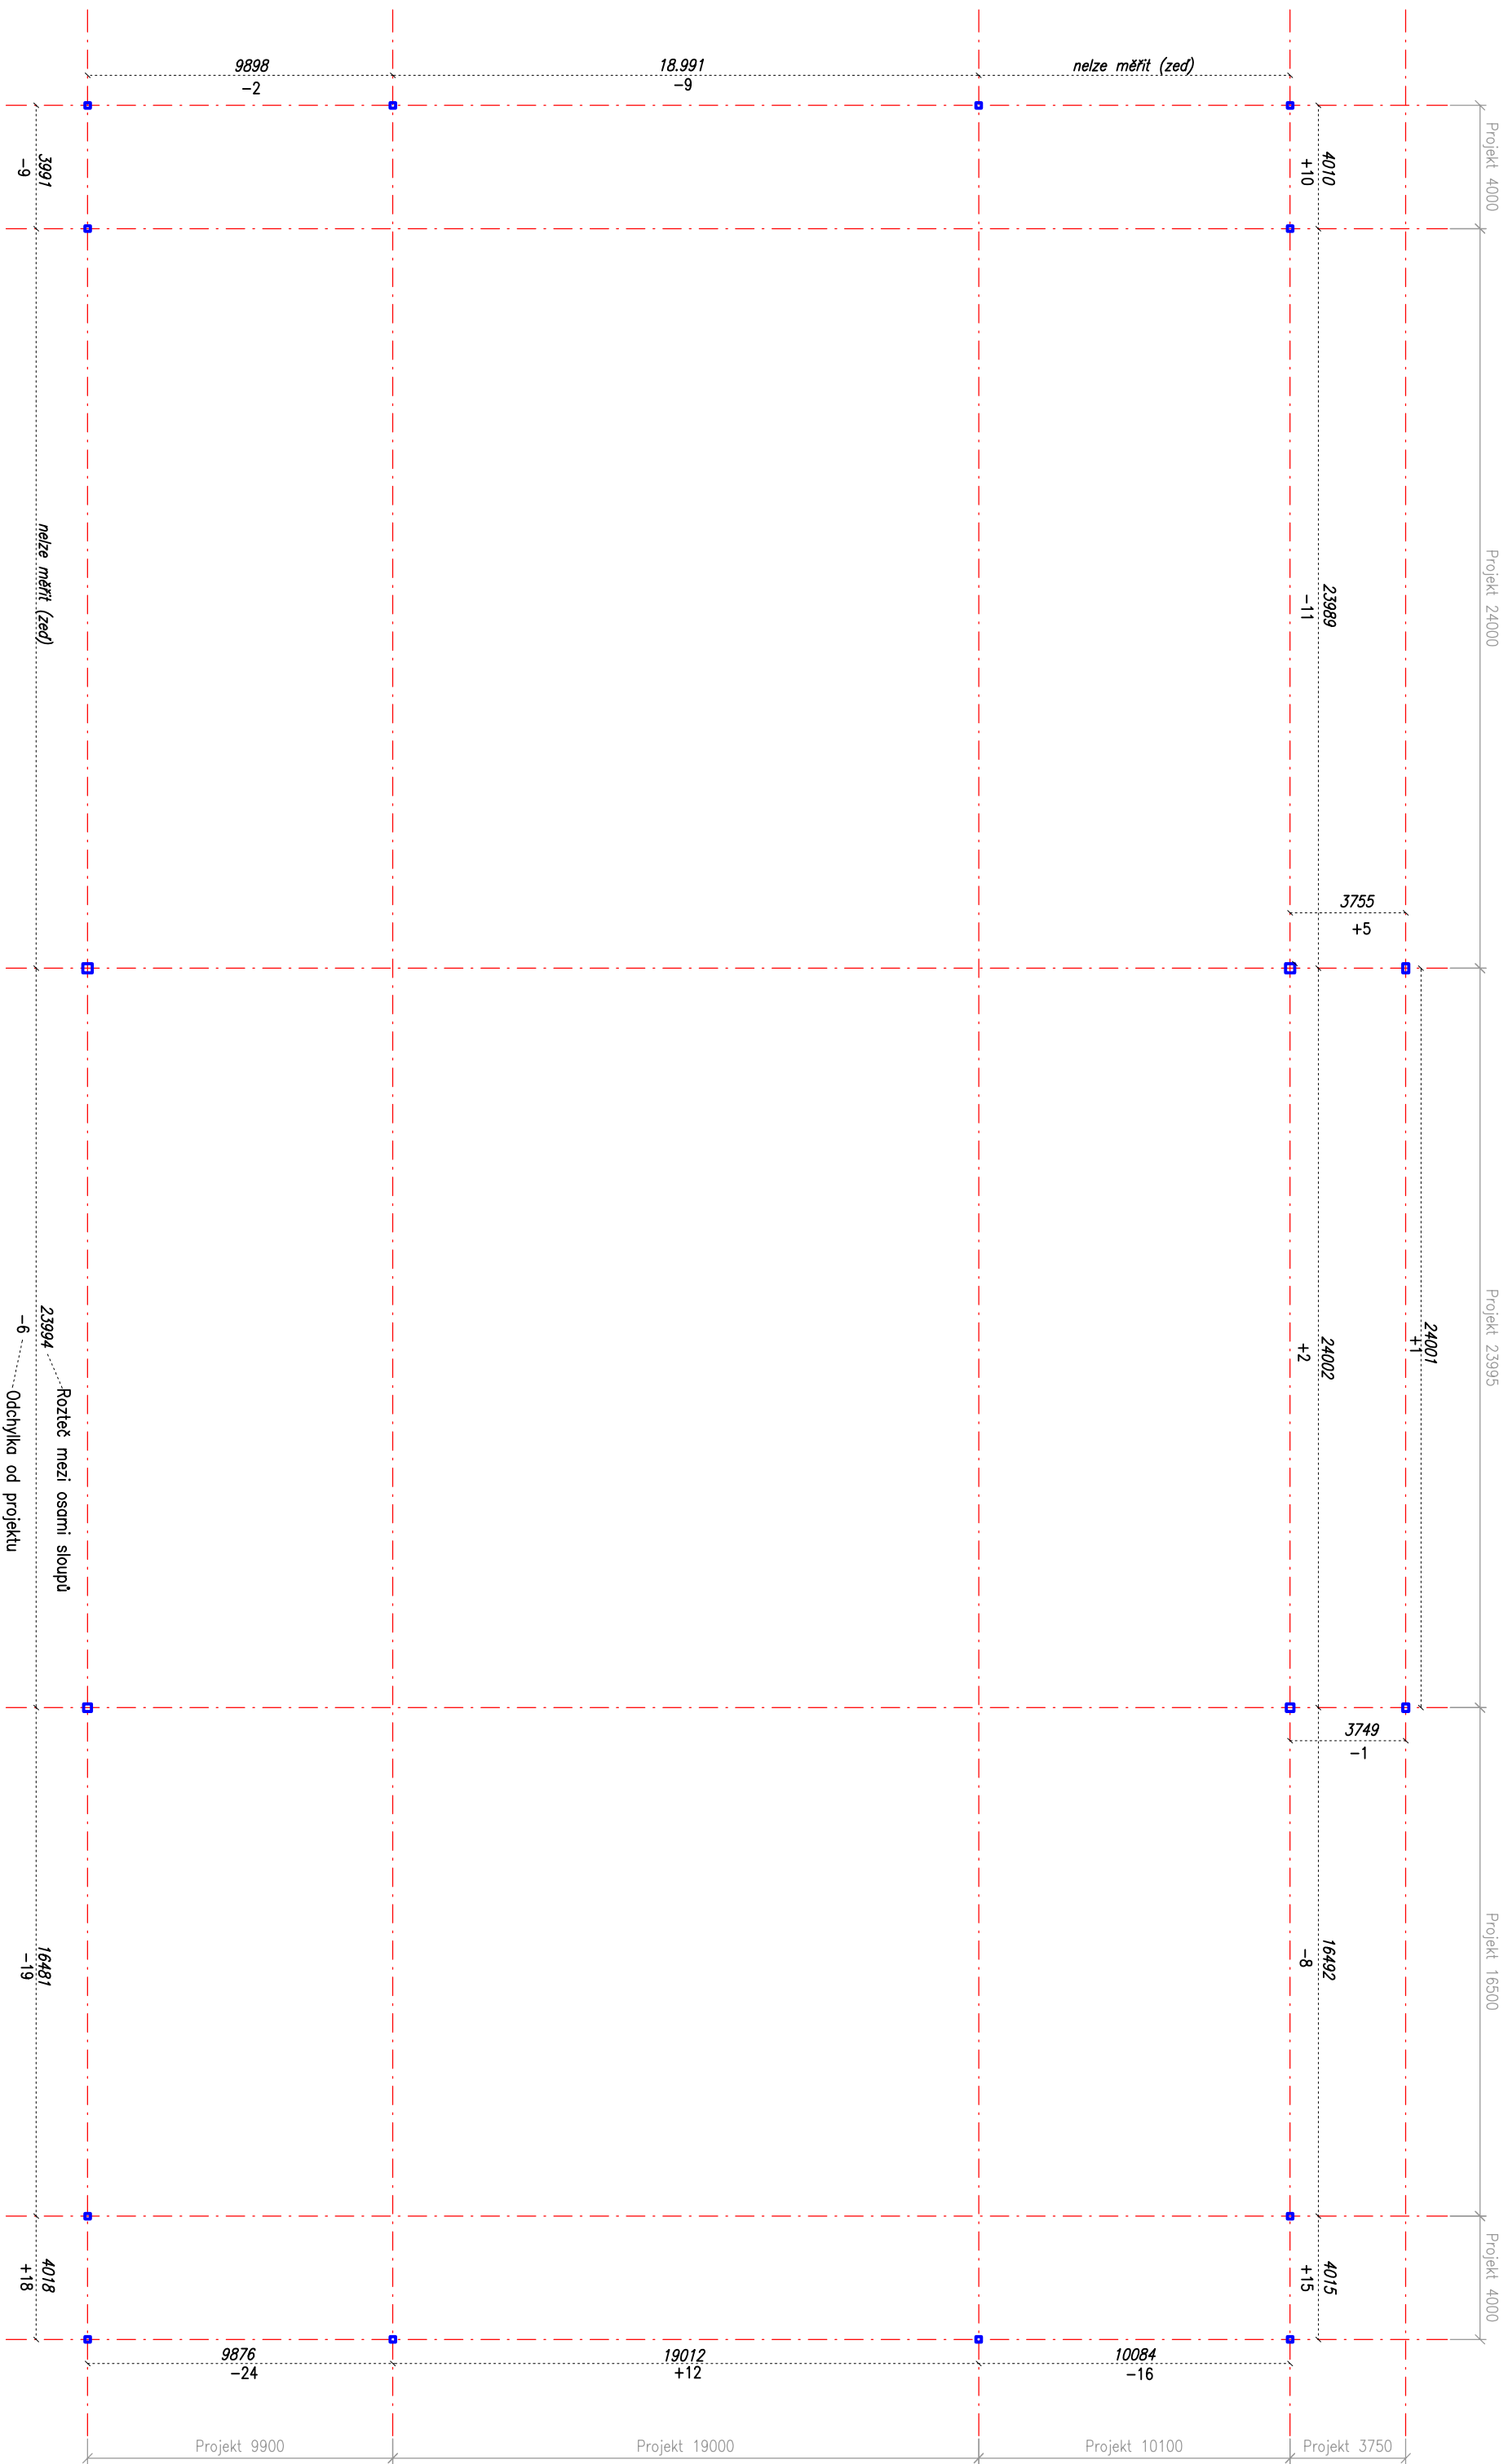 9898
-2
18.991
-9
nelze měřit (zeď)
Projekt 4000
4010
+10
3991
-9
Projekt 24000
23989
-11
nelze měřit (zeď)
3755
+5
Projekt 23995
24001
+1
24002
+2
23994
-6
Rozteč mezi osami sloupů
Odchylka od projektu
3749
-1
Projekt 16500
16492
-8
16481
-19
Projekt 4000
4015
+15
4018
+18
9876
-24
19012
+12
10084
-16
Projekt 9900
Projekt 19000
Projekt 10100
Projekt 3750